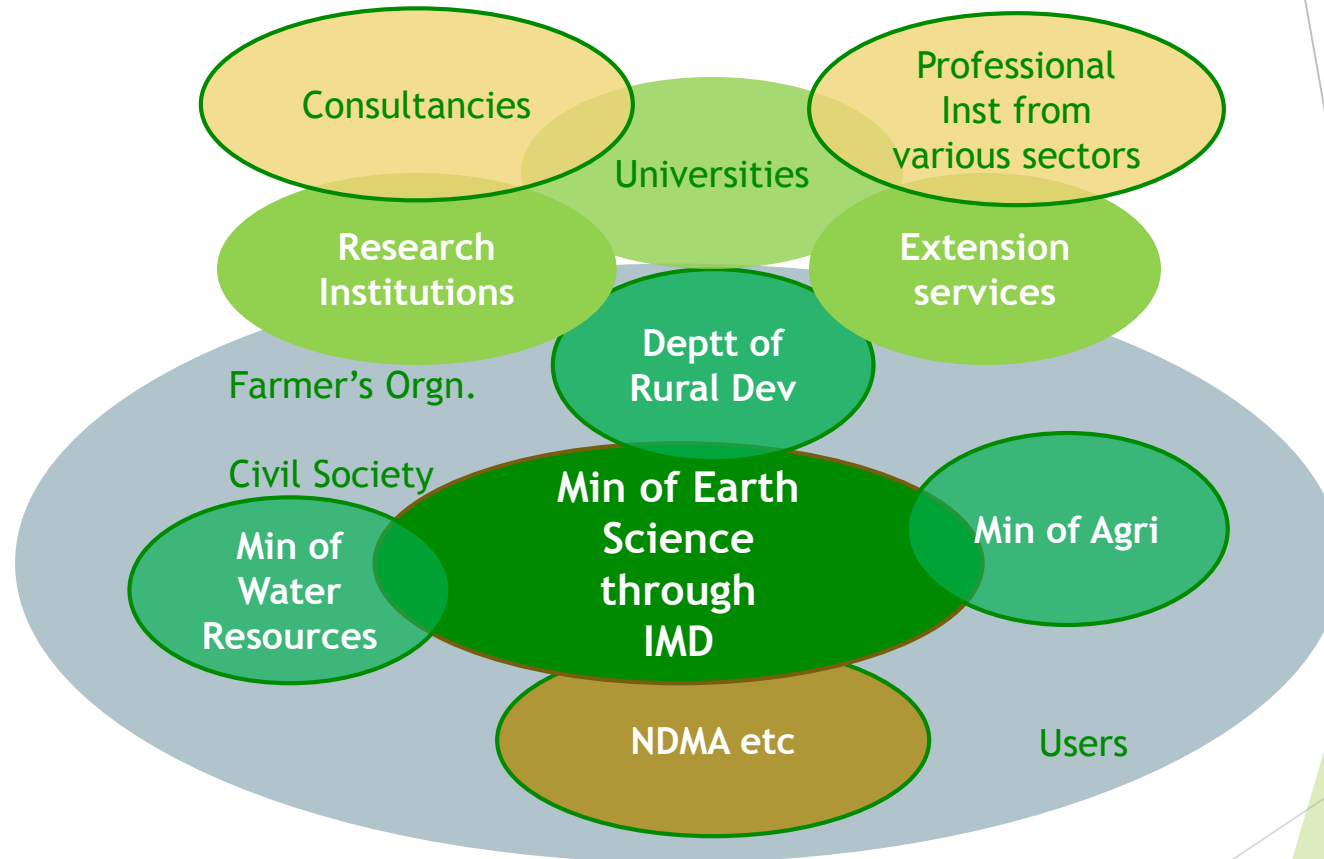 Consultancies
Professional
Inst from
various sectors
Universities
Research
Institutions
Extension
services
Deptt of
Rural Dev
Farmer’s Orgn.
Civil Society
Min of Earth
Science
through
IMD
Min of Agri
Min of
Water
Resources
NDMA etc
Users